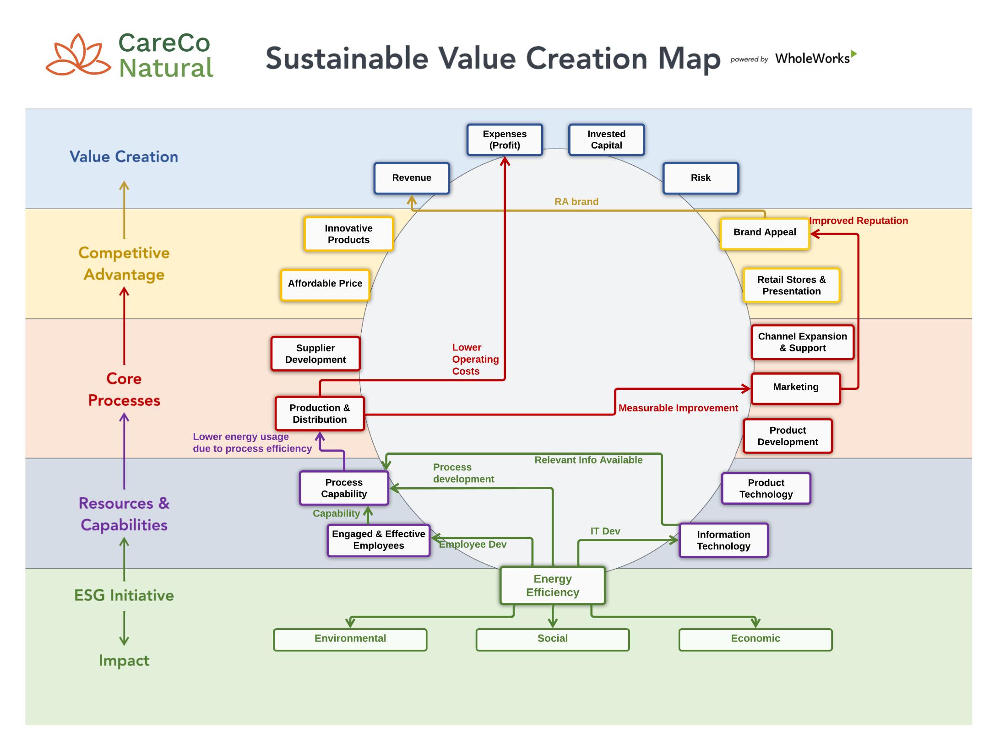 CareCo
Natural
Sustainable Value Creation Map
powered by WholeWorks
Value Creation
Competitive
Advantage
Core
Processes
Resources &
Capabilities
ESG Initiative
Impact
Expenses
(Profit)
Invested
Capital
Revenue
Risk
RA brand
Innovative
Products
Brand Appeal
Improved Reputation
Affordable Price
Retail Stores &
Presentation
Supplier
Development
Lower
Operating
Costs
Channel Expansion
& Support
Marketing
Production &
Distribution
Measurable Improvement
Product
Development
Lower energy usage
due to process efficiency
Relevant Info Available
Process
development
Process
Capability
Product
Technology
Capability
Engaged & Effective
Employees
Employee Dev
IT Dev
Information
Technology
Energy
Efficiency
Environmental
Social
Economic